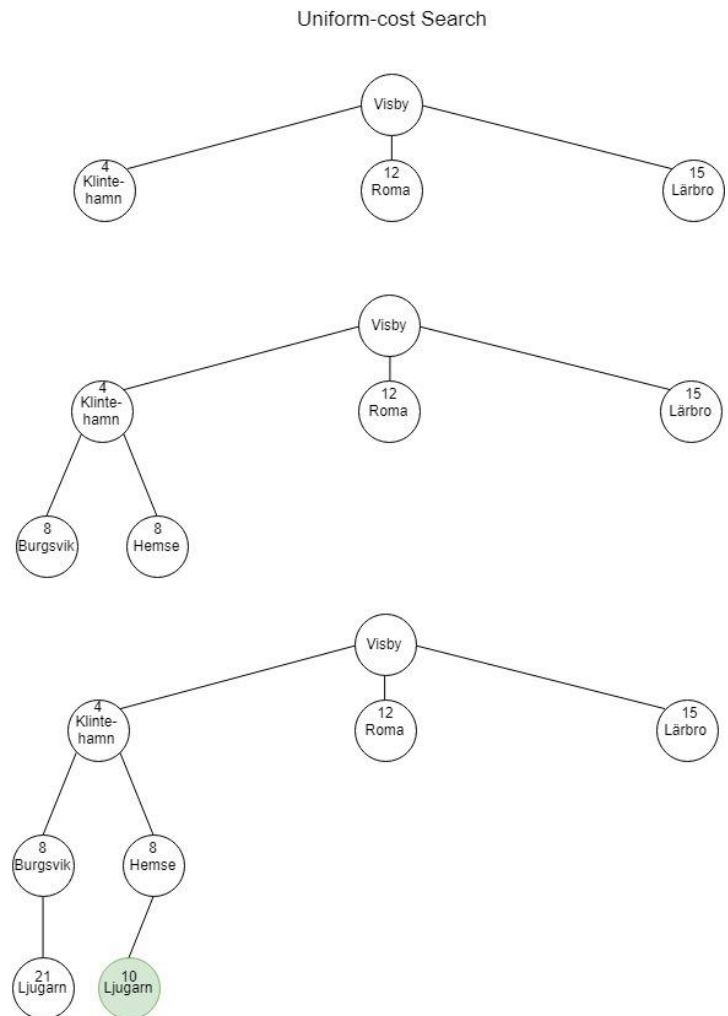 Uniform-cost Search
Visby
4
Klinte-
hamn
12
Roma
15
Lärbro
Visby
4
Klinte-
hamn
12
Roma
15
Lärbro
8
Burgsvik
8
Hemse
Visby
4
Klinte-
hamn
12
Roma
15
Lärbro
8
Burgsvik
8
Hemse
21
Ljugarn
10
Ljugarn